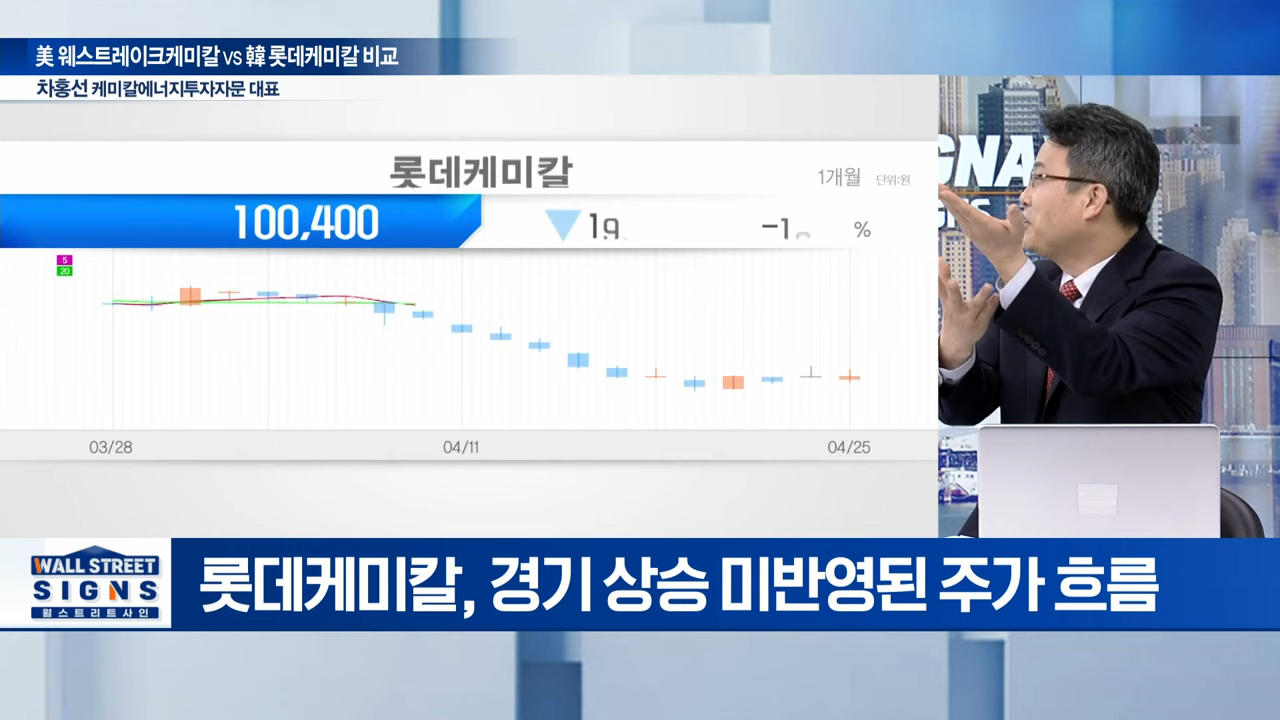 美 웨스트레이크케미칼 VS 韓 롯데케미칼 비교
차홍선 케미칼에너지투자자문 대표
롯데케미칼
1개월 단위:원
100,400 ▼ %
5
20
03/28 04/11 04/25
WALL STREET
SIGNS
월스트리트사인
롯데케미칼, 경기 상승 미반영된 주가 흐름